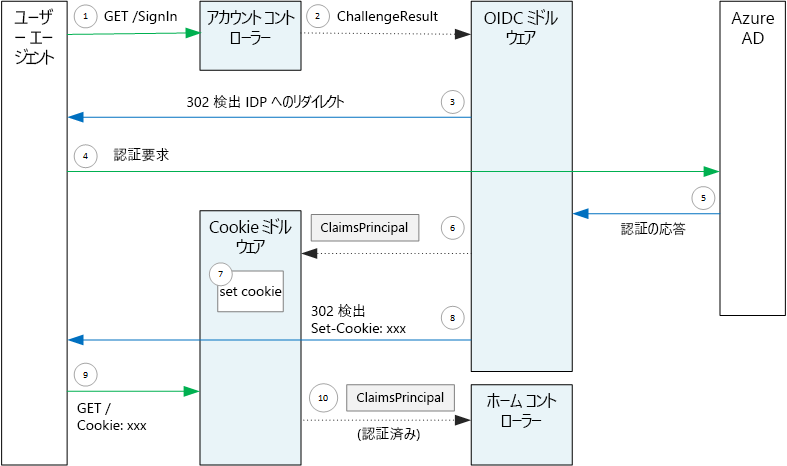 ユーザ
ー エー
ジェント
1
GET /SignIn
アカウント コント
ローラー
2
ChallengeResult
OIDC ミドル
ウェア
Azure
AD
302 検出 IDP へのリダイレクト
3
4
認証要求
5
認証の応答
Cookie ミドル
ウェア
ClaimsPrincipal
6
7
set cookie
302 検出
Set-Cookie: xxx
8
9
GET /
Cookie: xxx
10
ClaimsPrincipal
(認証済み)
ホーム コント
ローラー